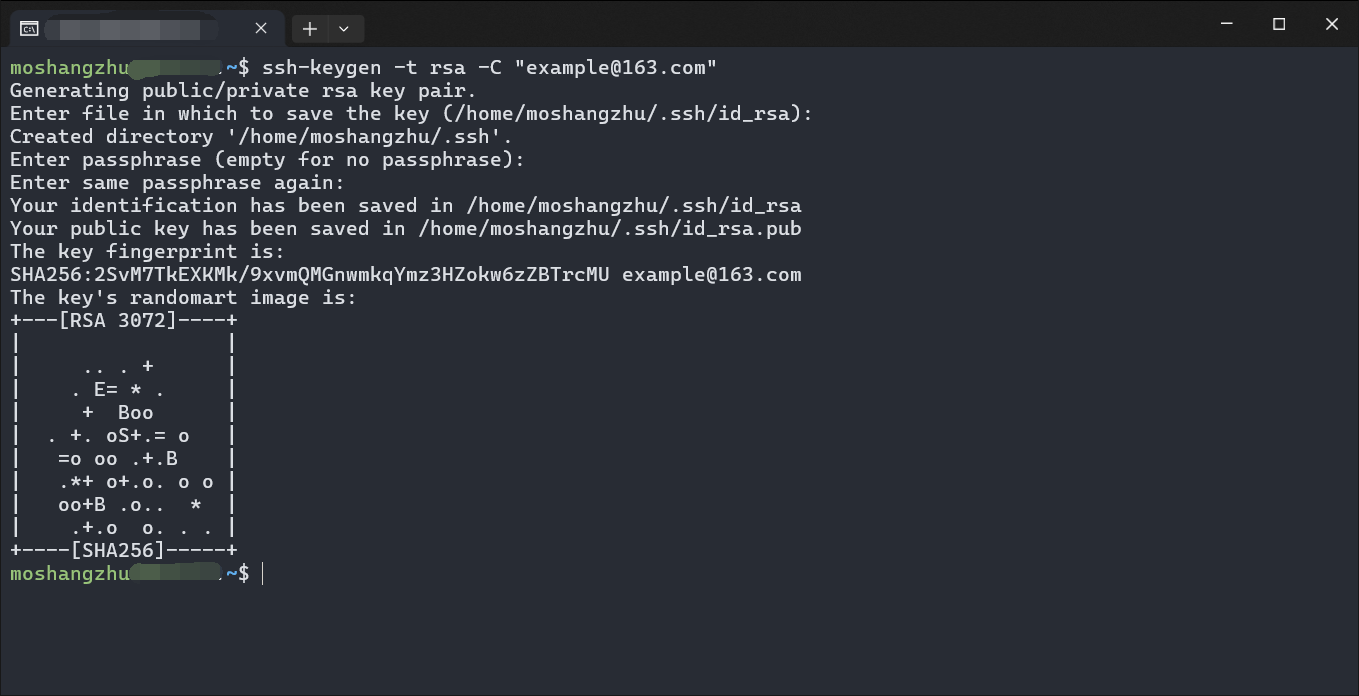 moshangzhu ~$ ssh-keygen -t rsa -C "example@163.com"
Generating public/private rsa key pair.
Enter file in which to save the key (/home/moshangzhu/.ssh/id_rsa):
Created directory '/home/moshangzhu/.ssh'.
Enter passphrase (empty for no passphrase):
Enter same passphrase again:
Your identification has been saved in /home/moshangzhu/.ssh/id_rsa
Your public key has been saved in /home/moshangzhu/.ssh/id_rsa.pub
The key fingerprint is:
SHA256:2SvM7TkEXKMk/9xvmQMGnwmkqYmz3HZokw6zZBTrcMU example@163.com
The key's randomart image is:
+---[RSA 3072]----+
|                 |
|     .. . +      |
|    . E= * .     |
|     +  Boo      |
|  . +. oS+.= o   |
|   =o oo .+.B    |
|   .*+ o+.o. o o |
|   oo+B .o..  *  |
|    .+.o  o. . . |
+----[SHA256]-----+
moshangzhu ~$